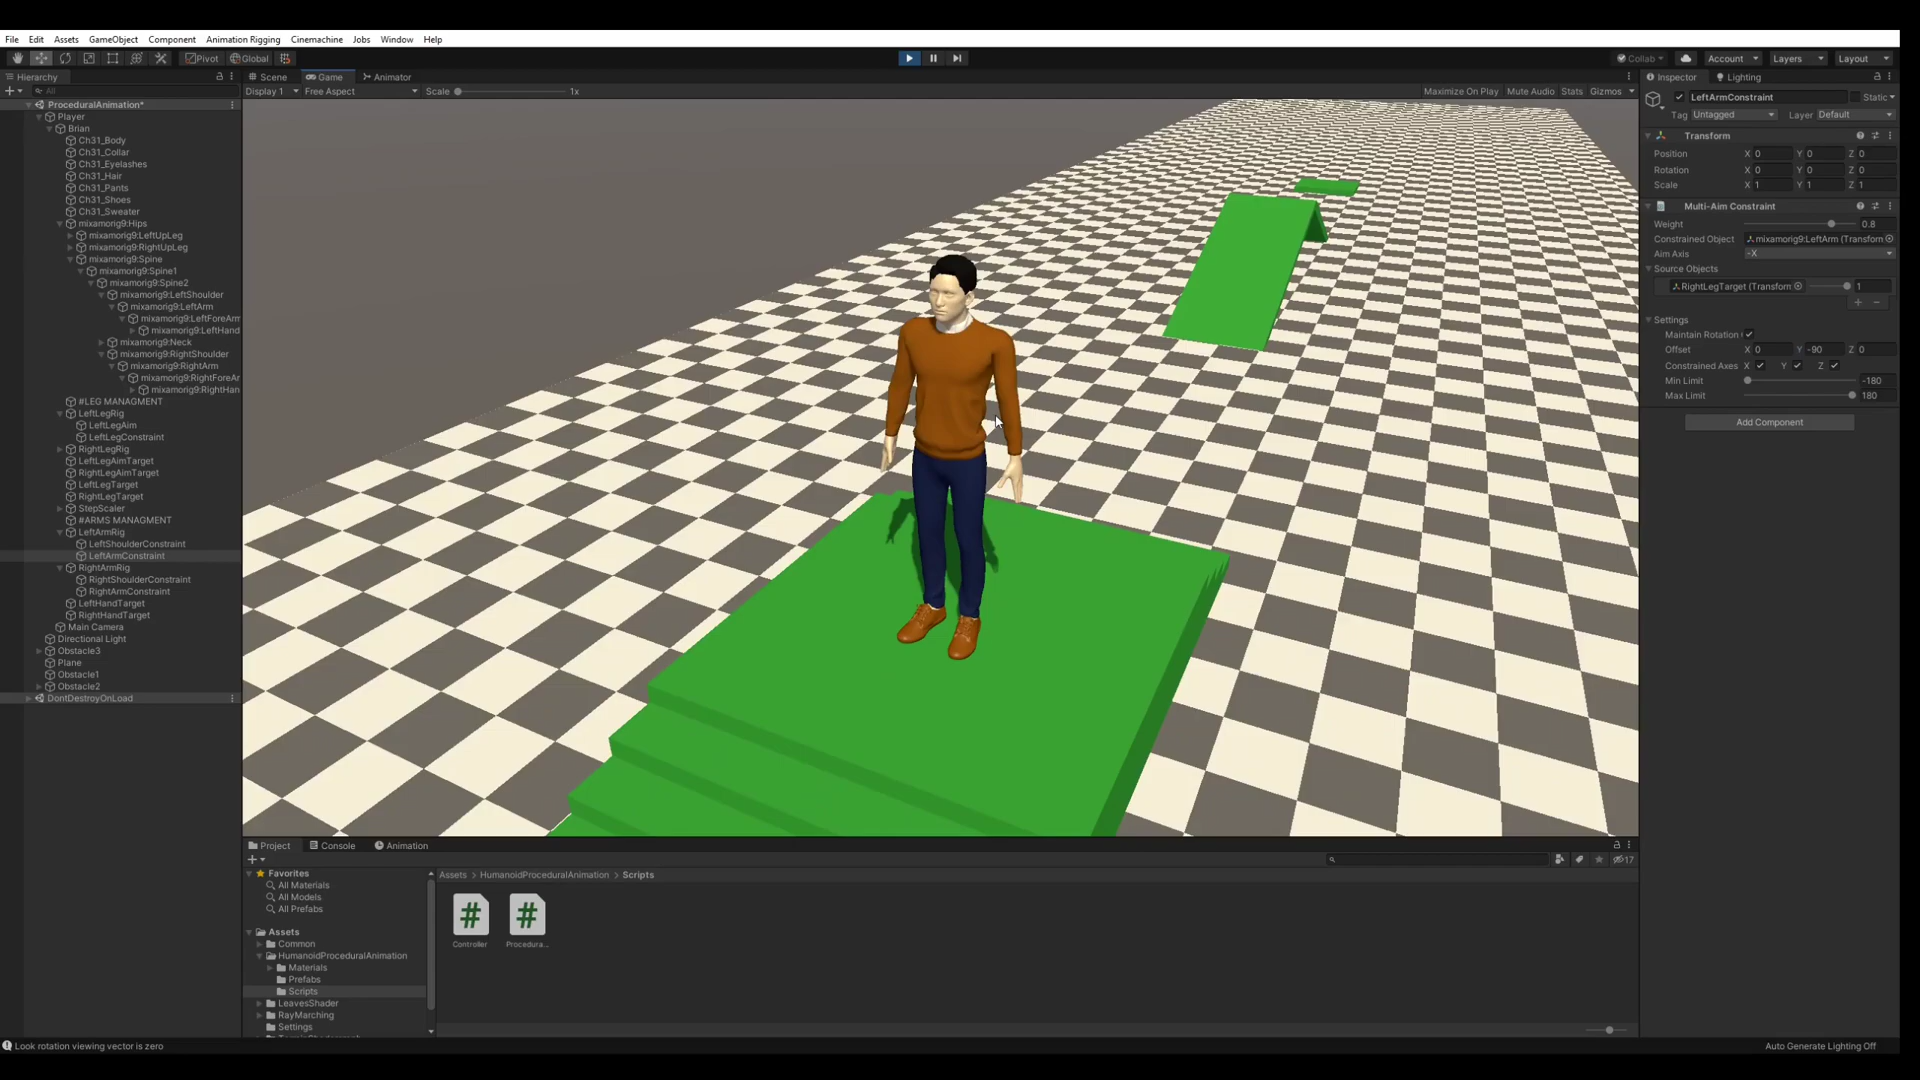 File Edit Assets GameObject Component Animation Rigging Cinemachine Jobs Window Help
Pivot Global Collab Account Layers Layout
Hierarchy
All
ProceduralAnimation*
Player
Brian
Ch31_Body
Ch31_Collar
Ch31_Eyelashes
Ch31_Hair
Ch31_Pants
Ch31_Shoes
Ch31_Sweater
mixamorig9:Hips
mixamorig9:LeftUpLeg
mixamorig9:RightUpLeg
mixamorig9:Spine
mixamorig9:Spine1
mixamorig9:Spine2
mixamorig9:LeftShoulder
mixamorig9:LeftArm
mixamorig9:LeftForeArm
mixamorig9:LeftHand
mixamorig9:Neck
mixamorig9:RightShoulder
mixamorig9:RightArm
mixamorig9:RightForeAr
mixamorig9:RightHan
#LEG MANAGMENT
LeftLegRig
LeftLegAim
LeftLegConstraint
RightLegRig
LeftLegAimTarget
RightLegAimTarget
LeftLegTarget
RightLegTarget
StepScaler
#ARMS MANAGMENT
LeftArmRig
LeftShoulderConstraint
LeftArmConstraint
RightArmRig
RightShoulderConstraint
RightArmConstraint
LeftHandTarget
RightHandTarget
Main Camera
Directional Light
Obstacle3
Plane
Obstacle1
Obstacle2
DontDestroyOnLoad
Scene Game Animator
Display 1 Free Aspect Scale 1x Maximize On Play Mute Audio Stats Gizmos
Inspector Lighting
LeftArmConstraint Static
Tag Untagged Layer Default
Transform
Position X 0 Y 0 Z 0
Rotation X 0 Y 0 Z 0
Scale X 1 Y 1 Z 1
Multi-Aim Constraint
Weight 0.8
Constrained Object mixamorig9:LeftArm (Transform
Aim Axis -X
Source Objects
RightLegTarget (Transform 1
+ −
Settings
Maintain Rotation
Offset X 0 Y -90 Z 0
Constrained Axes X Y Z
Min Limit -180
Max Limit 180
Add Component
Project Console Animation
17
Favorites
All Materials
All Models
All Prefabs
Assets
Common
HumanoidProceduralAnimation
Materials
Prefabs
Scripts
LeavesShader
RayMarching
Settings
Assets > HumanoidProceduralAnimation > Scripts
Controller Procedura...
Look rotation viewing vector is zero
Auto Generate Lighting Off